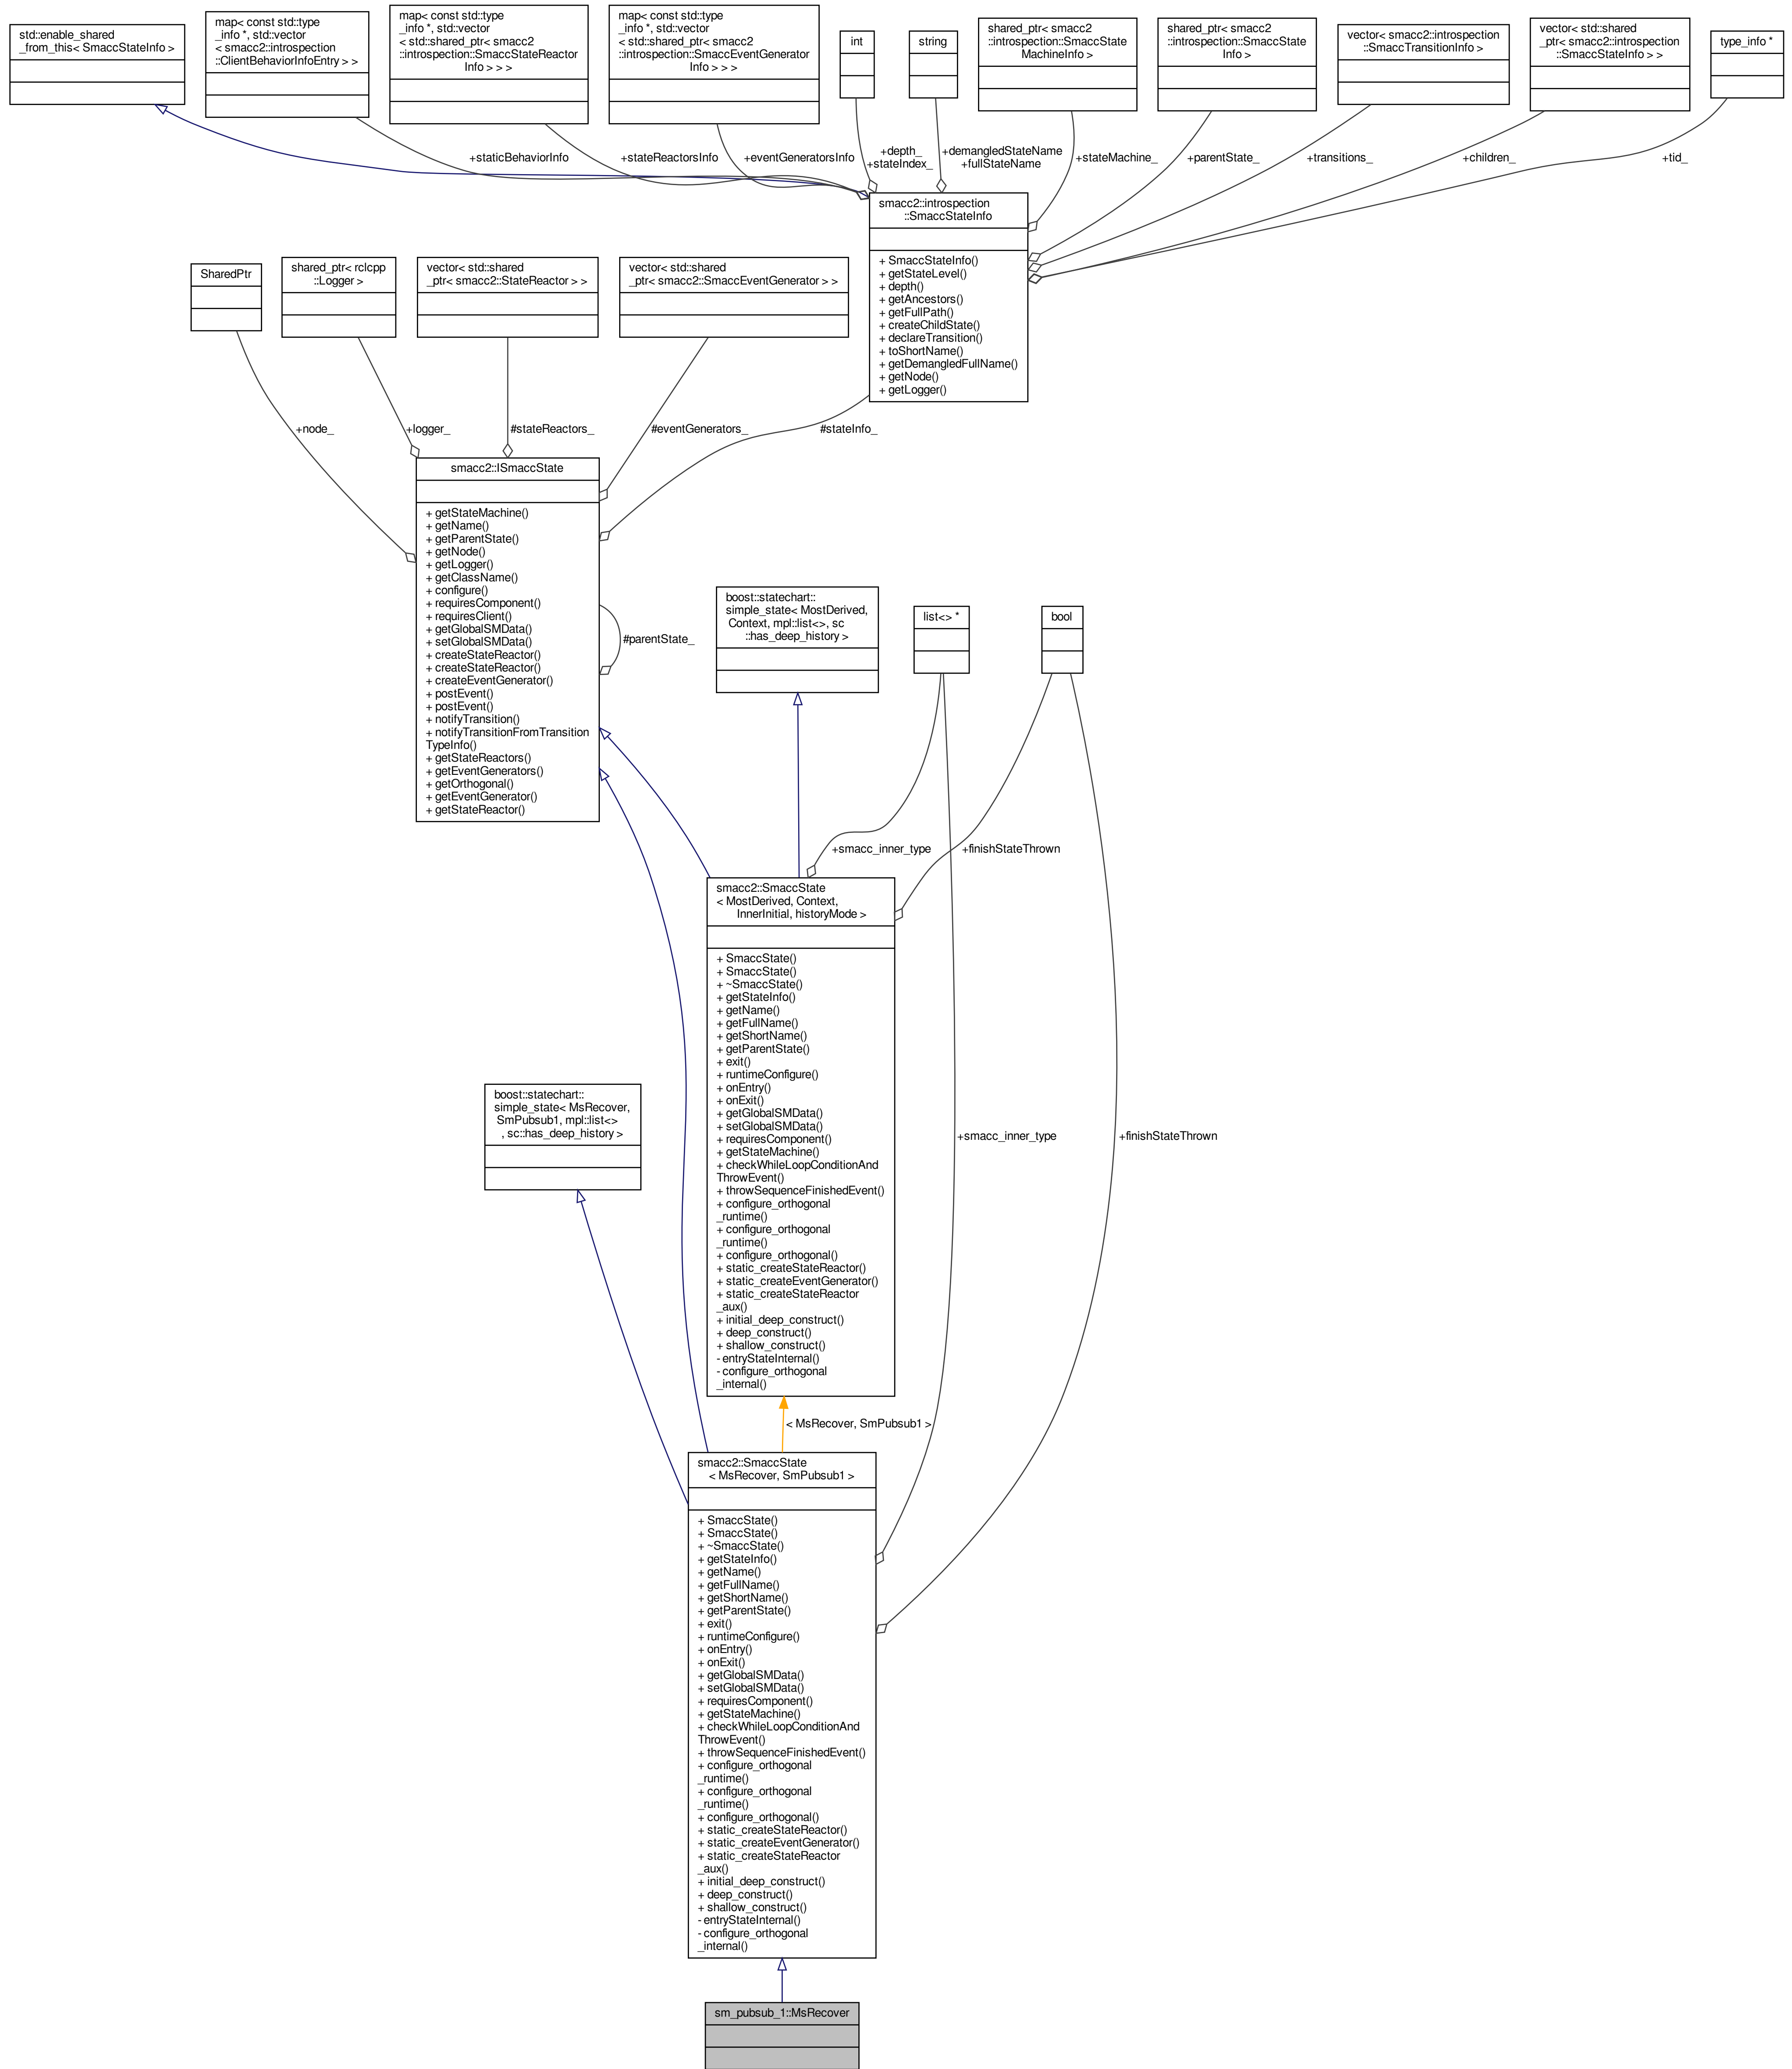 std::enable_shared
_from_this< SmaccStateInfo >
map< const std::type
_info *, std::vector
< smacc2::introspection
::ClientBehaviorInfoEntry > >
map< const std::type
_info *, std::vector
< std::shared_ptr< smacc2
::introspection::SmaccStateReactor
Info > > >
map< const std::type
_info *, std::vector
< std::shared_ptr< smacc2
::introspection::SmaccEventGenerator
Info > > >
int
string
shared_ptr< smacc2
::introspection::SmaccState
MachineInfo >
shared_ptr< smacc2
::introspection::SmaccState
Info >
vector< smacc2::introspection
::SmaccTransitionInfo >
vector< std::shared
_ptr< smacc2::introspection
::SmaccStateInfo > >
type_info *
+staticBehaviorInfo
+stateReactorsInfo
+eventGeneratorsInfo
+depth_
+stateIndex_
+demangledStateName
+fullStateName
+stateMachine_
+parentState_
+transitions_
+children_
+tid_
smacc2::introspection
::SmaccStateInfo
+ SmaccStateInfo()
+ getStateLevel()
+ depth()
+ getAncestors()
+ getFullPath()
+ createChildState()
+ declareTransition()
+ toShortName()
+ getDemangledFullName()
+ getNode()
+ getLogger()
SharedPtr
shared_ptr< rclcpp
::Logger >
vector< std::shared
_ptr< smacc2::StateReactor > >
vector< std::shared
_ptr< smacc2::SmaccEventGenerator > >
+node_
+logger_
#stateReactors_
#eventGenerators_
#stateInfo_
smacc2::ISmaccState
+ getStateMachine()
+ getName()
+ getParentState()
+ getNode()
+ getLogger()
+ getClassName()
+ configure()
+ requiresComponent()
+ requiresClient()
+ getGlobalSMData()
+ setGlobalSMData()
+ createStateReactor()
+ createStateReactor()
+ createEventGenerator()
+ postEvent()
+ postEvent()
+ notifyTransition()
+ notifyTransitionFromTransition
TypeInfo()
+ getStateReactors()
+ getEventGenerators()
+ getOrthogonal()
+ getEventGenerator()
+ getStateReactor()
#parentState_
boost::statechart::
simple_state< MostDerived,
Context, mpl::list<>, sc
::has_deep_history >
list<> *
bool
+smacc_inner_type
+finishStateThrown
smacc2::SmaccState
< MostDerived, Context,
InnerInitial, historyMode >
+ SmaccState()
+ SmaccState()
+ ~SmaccState()
+ getStateInfo()
+ getName()
+ getFullName()
+ getShortName()
+ getParentState()
+ exit()
+ runtimeConfigure()
+ onEntry()
+ onExit()
+ getGlobalSMData()
+ setGlobalSMData()
+ requiresComponent()
+ getStateMachine()
+ checkWhileLoopConditionAnd
ThrowEvent()
+ throwSequenceFinishedEvent()
+ configure_orthogonal
_runtime()
+ configure_orthogonal
_runtime()
+ configure_orthogonal()
+ static_createStateReactor()
+ static_createEventGenerator()
+ static_createStateReactor
_aux()
+ initial_deep_construct()
+ deep_construct()
+ shallow_construct()
- entryStateInternal()
- configure_orthogonal
_internal()
boost::statechart::
simple_state< MsRecover,
SmPubsub1, mpl::list<>
, sc::has_deep_history >
+smacc_inner_type
+finishStateThrown
< MsRecover, SmPubsub1 >
smacc2::SmaccState
< MsRecover, SmPubsub1 >
+ SmaccState()
+ SmaccState()
+ ~SmaccState()
+ getStateInfo()
+ getName()
+ getFullName()
+ getShortName()
+ getParentState()
+ exit()
+ runtimeConfigure()
+ onEntry()
+ onExit()
+ getGlobalSMData()
+ setGlobalSMData()
+ requiresComponent()
+ getStateMachine()
+ checkWhileLoopConditionAnd
ThrowEvent()
+ throwSequenceFinishedEvent()
+ configure_orthogonal
_runtime()
+ configure_orthogonal
_runtime()
+ configure_orthogonal()
+ static_createStateReactor()
+ static_createEventGenerator()
+ static_createStateReactor
_aux()
+ initial_deep_construct()
+ deep_construct()
+ shallow_construct()
- entryStateInternal()
- configure_orthogonal
_internal()
sm_pubsub_1::MsRecover